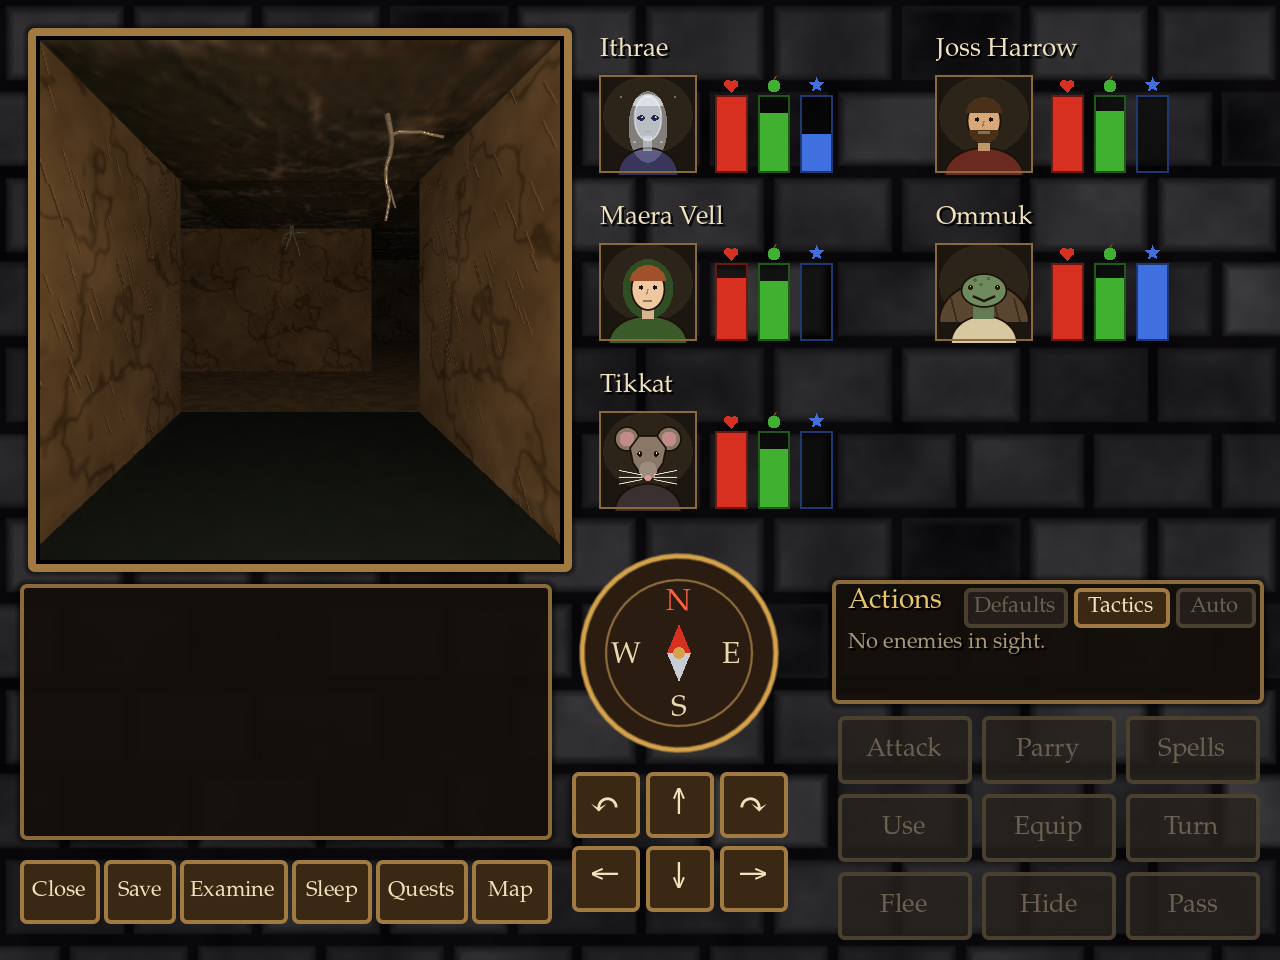 Ithrae
Joss Harrow
Maera Vell
Ommuk
Tikkat
N
W E
S
Actions Defaults Tactics Auto
No enemies in sight.
Attack Parry Spells
Use Equip Turn
Flee Hide Pass
Close Save Examine Sleep Quests Map